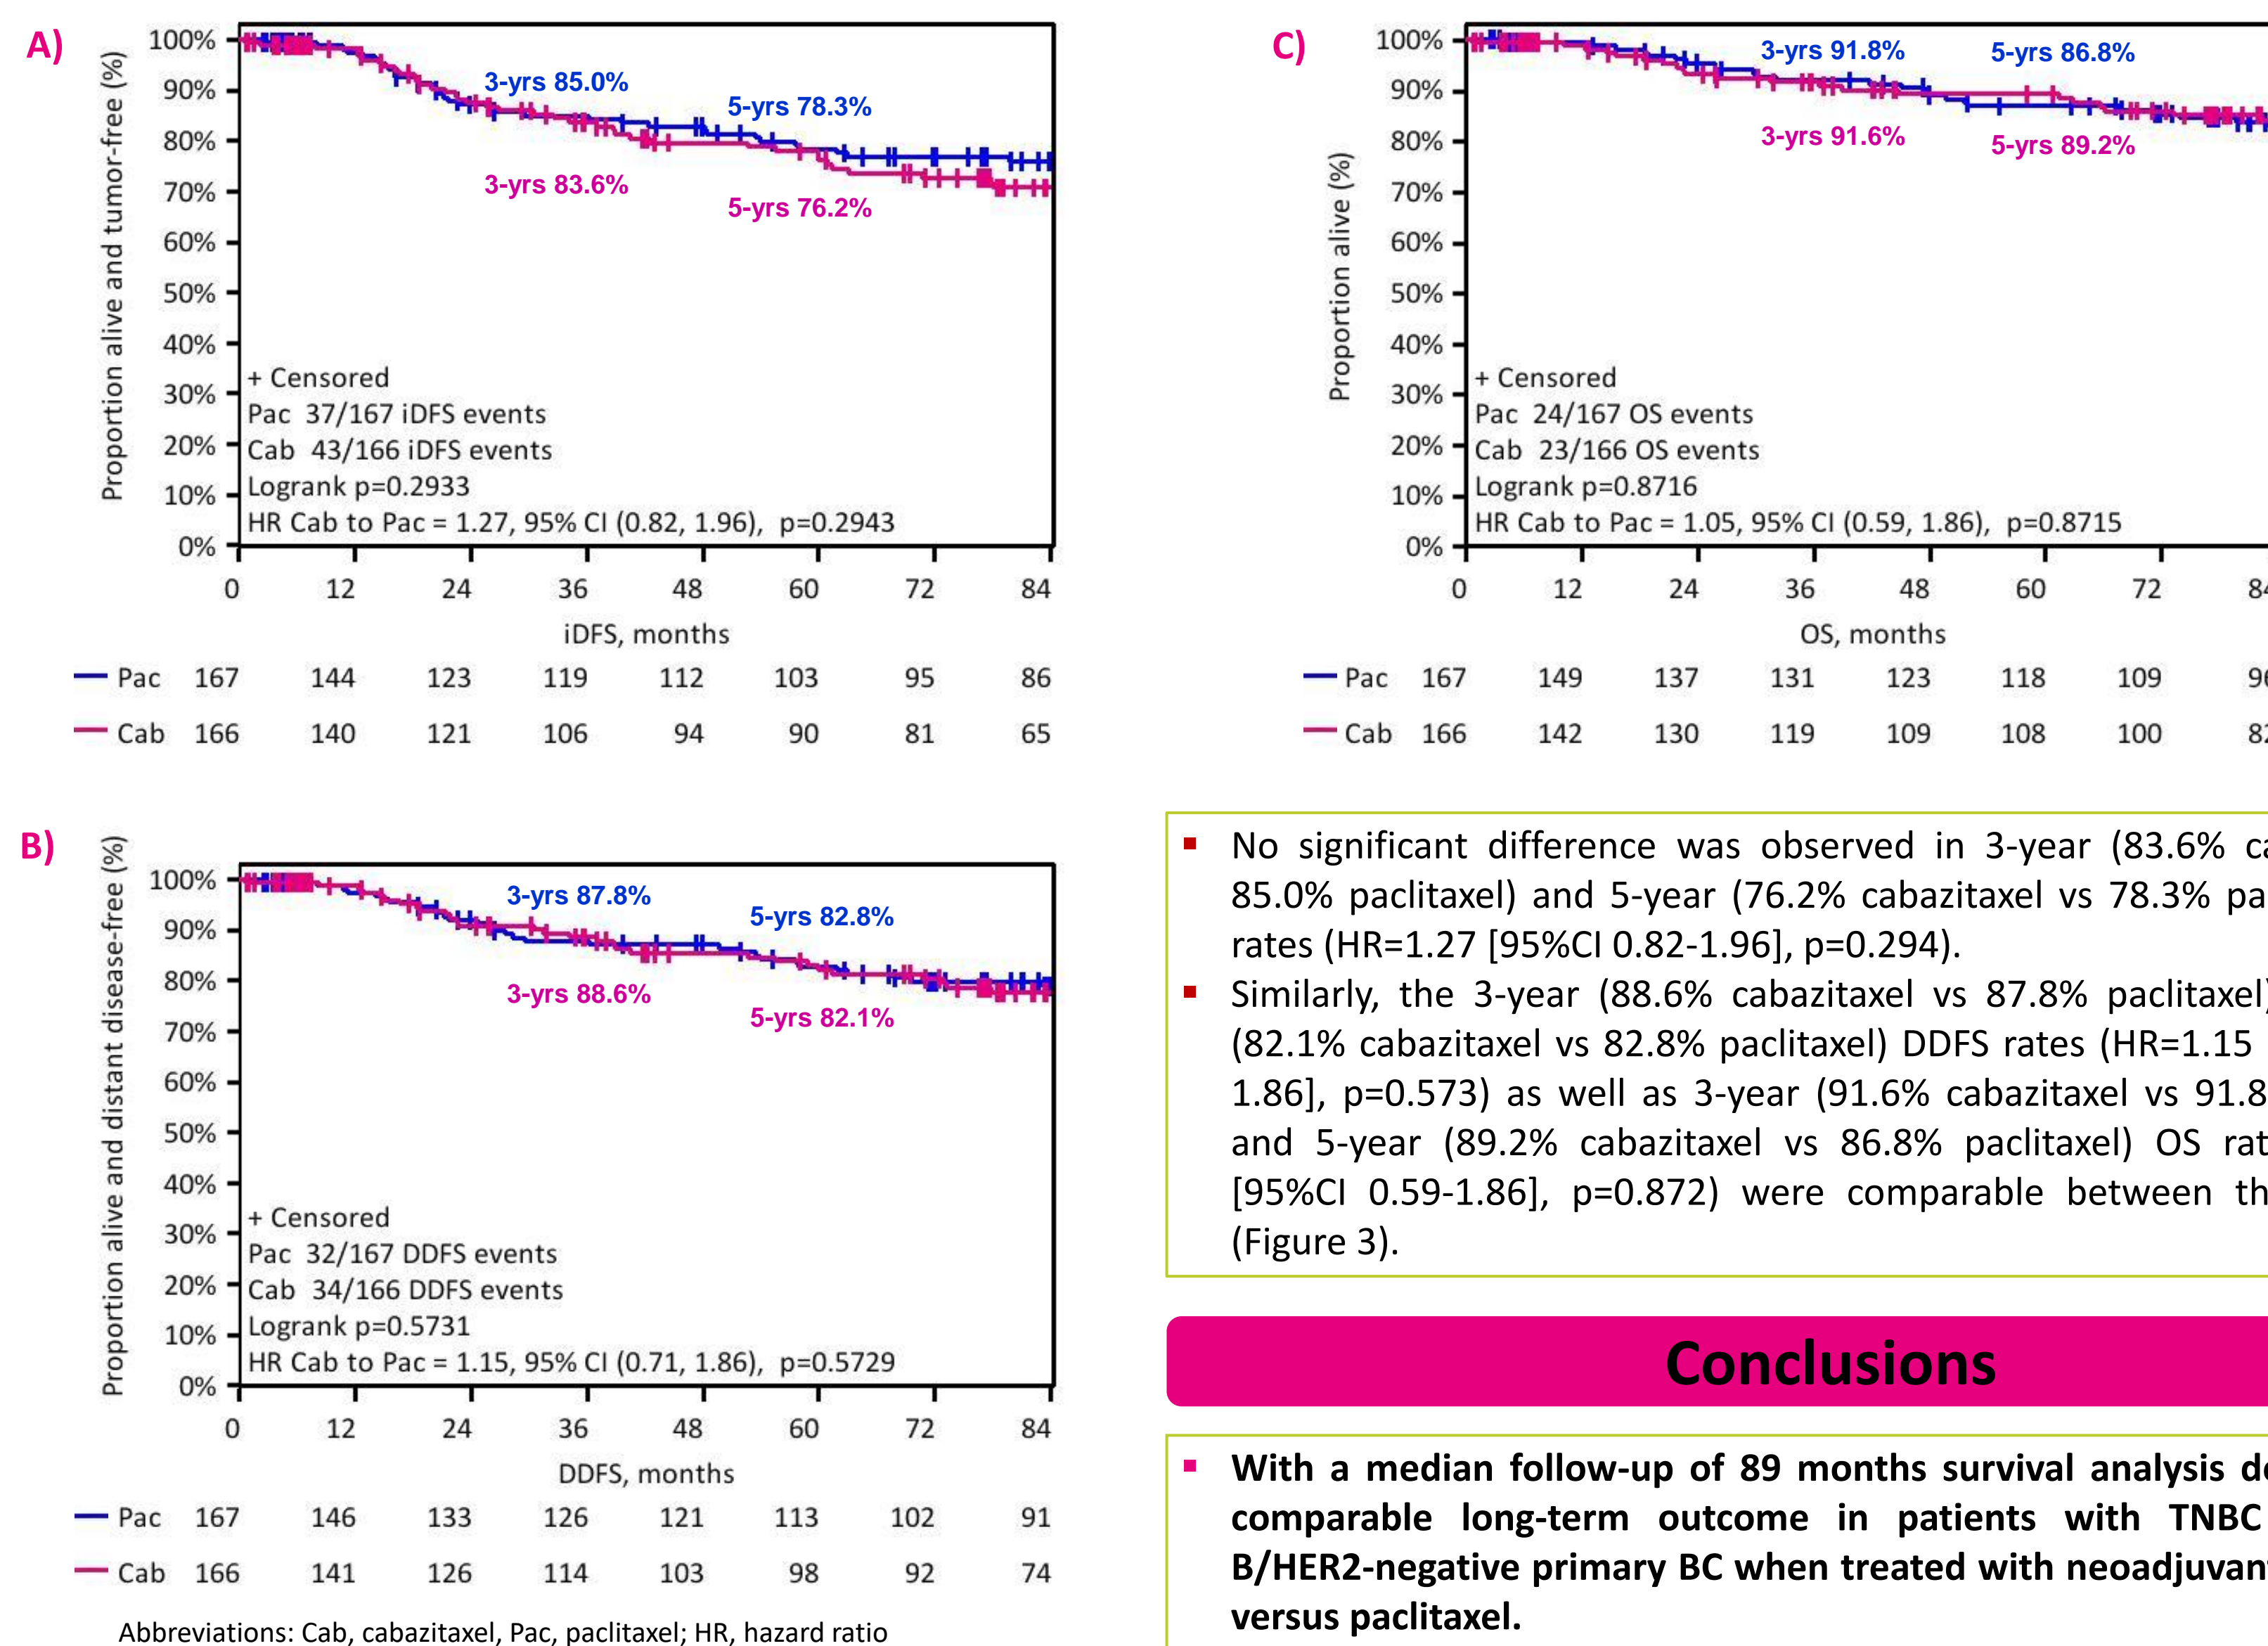 A)
Proportion alive and tumor-free (%)
100%
90%
80%
70%
60%
50%
40%
30%
20%
10%
0%
3-yrs 85.0%
5-yrs 78.3%
3-yrs 83.6%
5-yrs 76.2%
+ Censored
Pac 37/167 iDFS events
Cab 43/166 iDFS events
Logrank p=0.2933
HR Cab to Pac = 1.27, 95% CI (0.82, 1.96), p=0.2943
0 12 24 36 48 60 72 84
iDFS, months
Pac 167 144 123 119 112 103 95 86
Cab 166 140 121 106 94 90 81 65
B)
Proportion alive and distant disease-free (%)
100%
90%
80%
70%
60%
50%
40%
30%
20%
10%
0%
3-yrs 87.8%
5-yrs 82.8%
3-yrs 88.6%
5-yrs 82.1%
+ Censored
Pac 32/167 DDFS events
Cab 34/166 DDFS events
Logrank p=0.5731
HR Cab to Pac = 1.15, 95% CI (0.71, 1.86), p=0.5729
0 12 24 36 48 60 72 84
DDFS, months
Pac 167 146 133 126 121 113 102 91
Cab 166 141 126 114 103 98 92 74
Abbreviations: Cab, cabazitaxel, Pac, paclitaxel; HR, hazard ratio
C)
Proportion alive (%)
100%
90%
80%
70%
60%
50%
40%
30%
20%
10%
0%
3-yrs 91.8%
5-yrs 86.8%
3-yrs 91.6%
5-yrs 89.2%
+ Censored
Pac 24/167 OS events
Cab 23/166 OS events
Logrank p=0.8716
HR Cab to Pac = 1.05, 95% CI (0.59, 1.86), p=0.8715
0 12 24 36 48 60 72
OS, months
Pac 167 149 137 131 123 118 109
Cab 166 142 130 119 109 108 100
▪ No significant difference was observed in 3-year (83.6%
85.0% paclitaxel) and 5-year (76.2% cabazitaxel vs 78.3%
rates (HR=1.27 [95%CI 0.82-1.96], p=0.294).
▪ Similarly, the 3-year (88.6% cabazitaxel vs 87.8% paclitaxel)
(82.1% cabazitaxel vs 82.8% paclitaxel) DDFS rates (HR=1.15
1.86], p=0.573) as well as 3-year (91.6% cabazitaxel vs
and 5-year (89.2% cabazitaxel vs 86.8% paclitaxel) OS
[95%CI 0.59-1.86], p=0.872) were comparable between
(Figure 3).
Conclusions
▪ With a median follow-up of 89 months survival analysis
comparable long-term outcome in patients with TNBC
B/HER2-negative primary BC when treated with
versus paclitaxel.